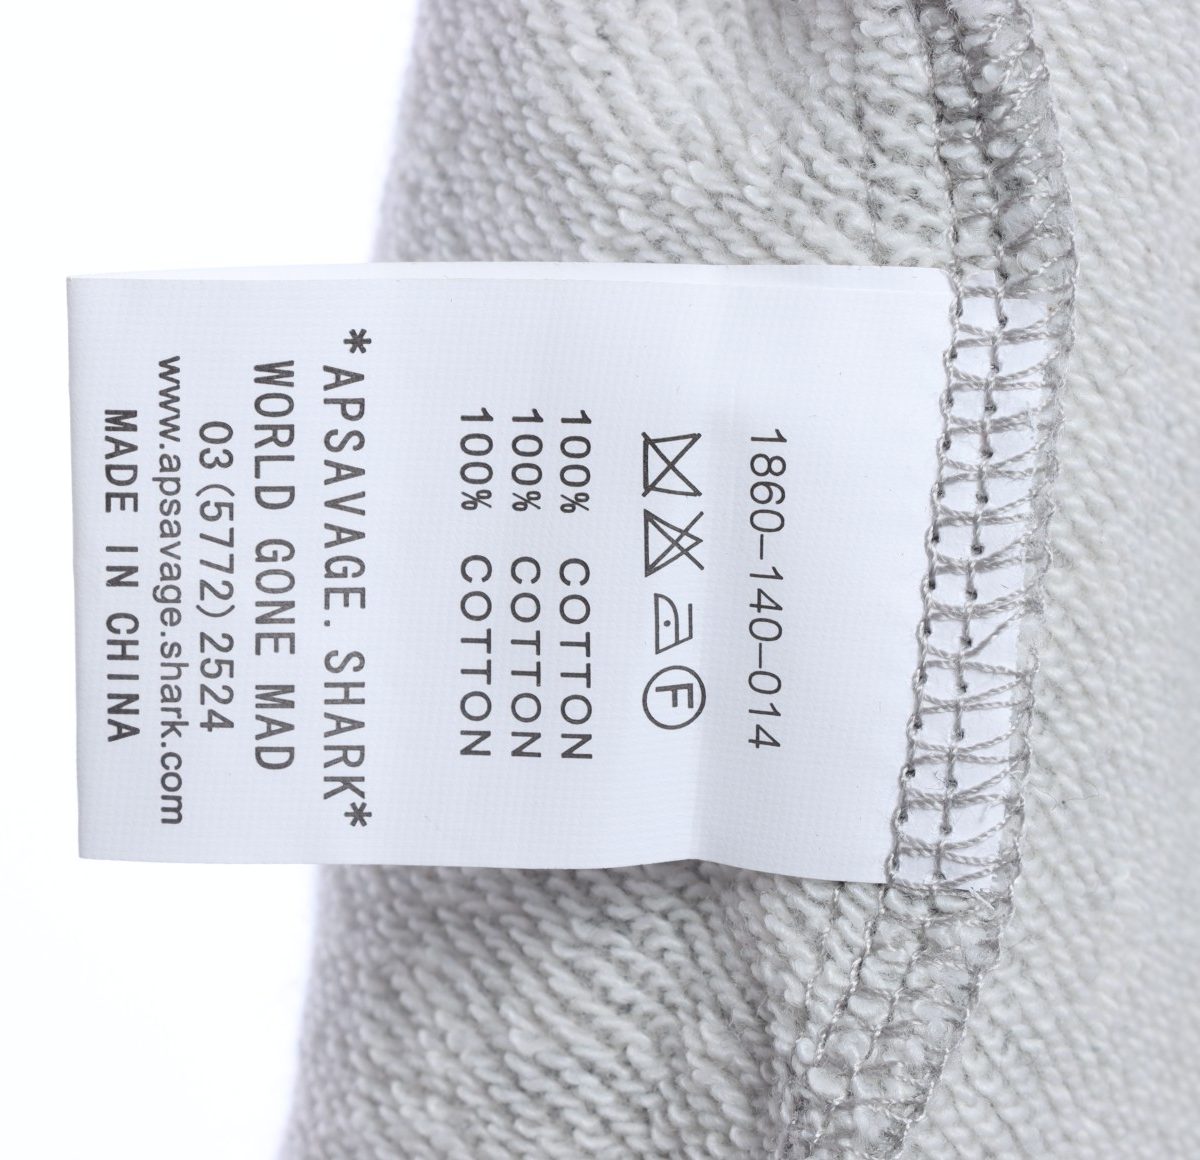 1860-140-014
F
100% COTTON
100% COTTON
100% COTTON
*APSAVAGE. SHARK*
WORLD GONE MAD
03(5772)2524
www.apsavage.shark.com
MADE IN CHINA